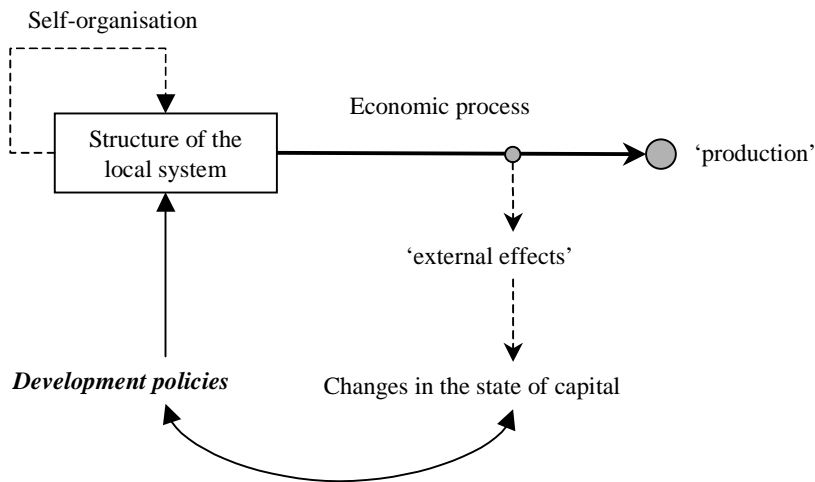 Self-organisation
Economic process
Structure of the
local system
‘production’
‘external effects’
Development policies
Changes in the state of capital